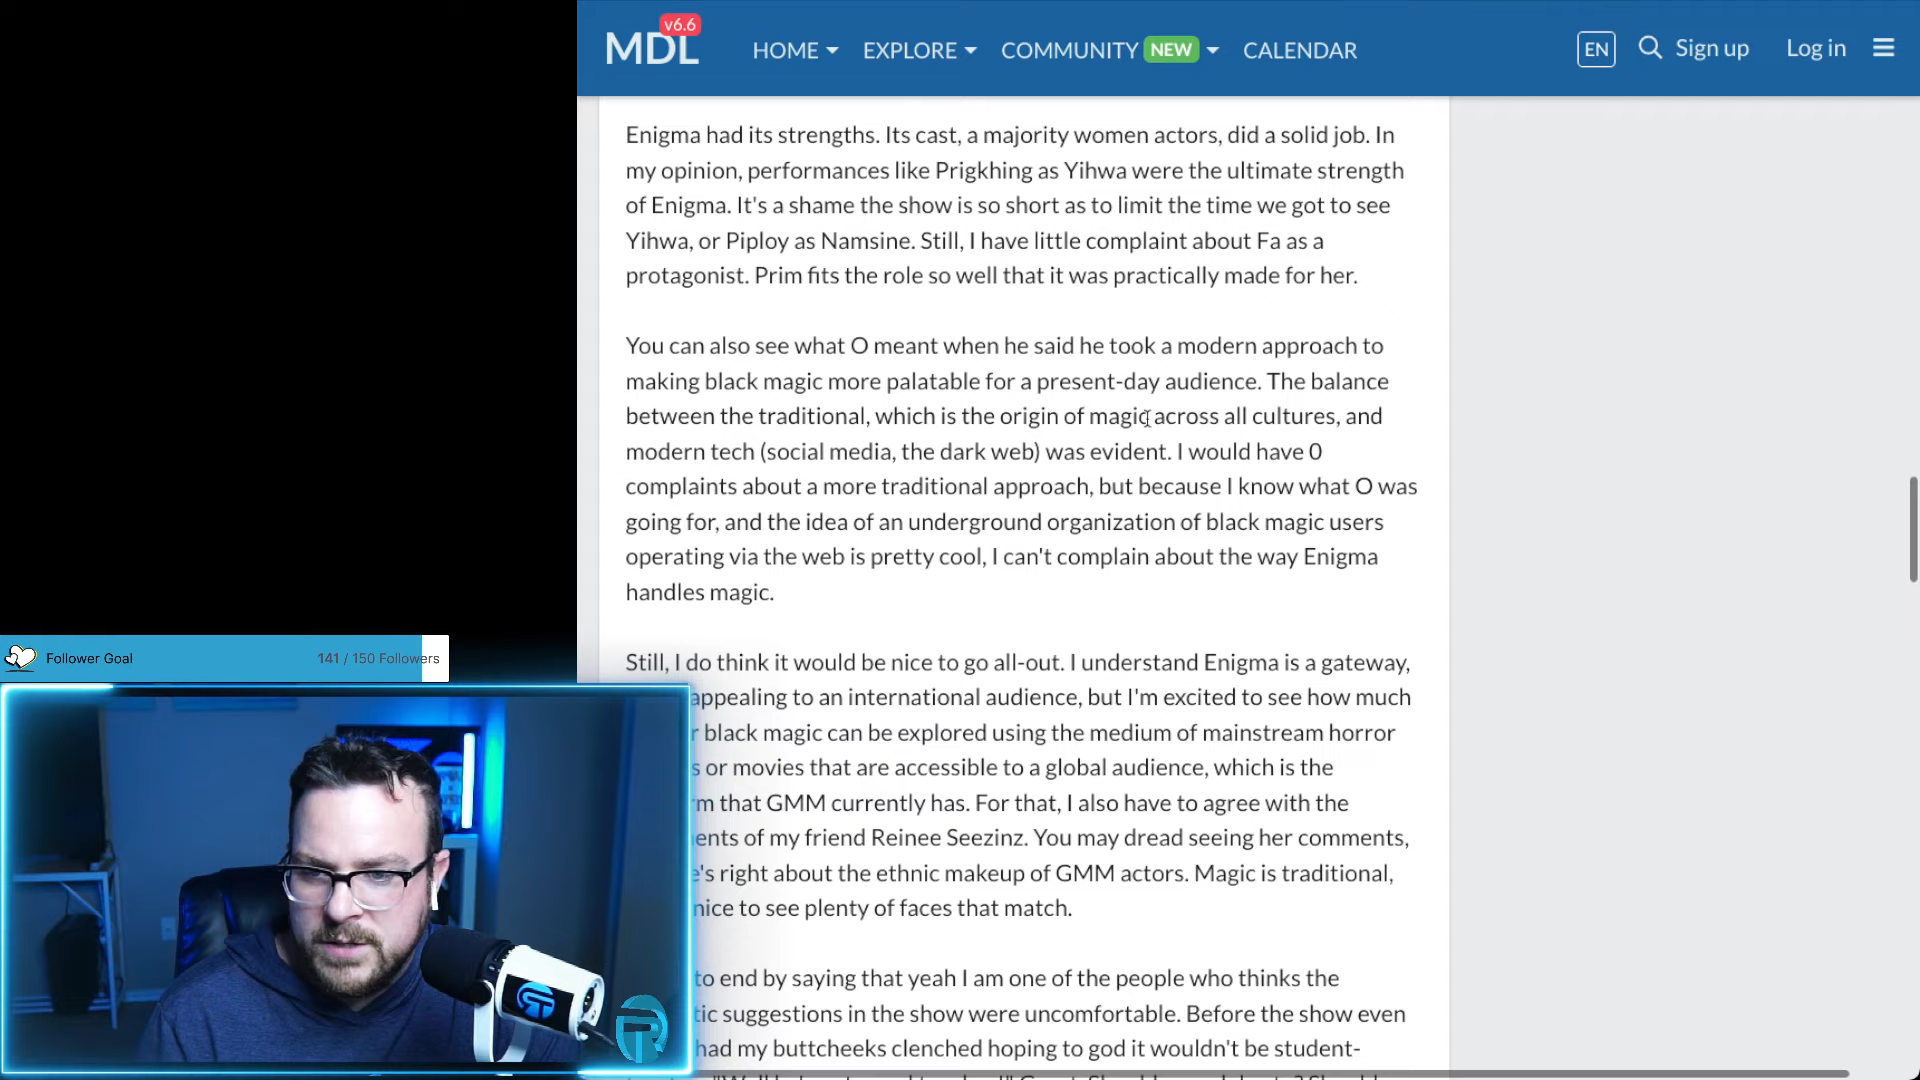 MDL
v6.6
HOME
EXPLORE
COMMUNITY NEW
CALENDAR
EN
Sign up
Log in
Enigma had its strengths. Its cast, a majority women actors, did a solid job. In
my opinion, performances like Prigkhing as Yihwa were the ultimate strength
of Enigma. It's a shame the show is so short as to limit the time we got to see
Yihwa, or Piploy as Namsine. Still, I have little complaint about Fa as a
protagonist. Prim fits the role so well that it was practically made for her.
You can also see what O meant when he said he took a modern approach to
making black magic more palatable for a present-day audience. The balance
between the traditional, which is the origin of magic across all cultures, and
modern tech (social media, the dark web) was evident. I would have 0
complaints about a more traditional approach, but because I know what O was
going for, and the idea of an underground organization of black magic users
operating via the web is pretty cool, I can't complain about the way Enigma
handles magic.
Still, I do think it would be nice to go all-out. I understand Enigma is a gateway,
appealing to an international audience, but I'm excited to see how much
black magic can be explored using the medium of mainstream horror
or movies that are accessible to a global audience, which is the
that GMM currently has. For that, I also have to agree with the
of my friend Reinee Seezinz. You may dread seeing her comments,
right about the ethnic makeup of GMM actors. Magic is traditional,
nice to see plenty of faces that match.
to end by saying that yeah I am one of the people who thinks the
suggestions in the show were uncomfortable. Before the show even
had my buttcheeks clenched hoping to god it wouldn't be student-
Follower Goal
141 / 150 Followers